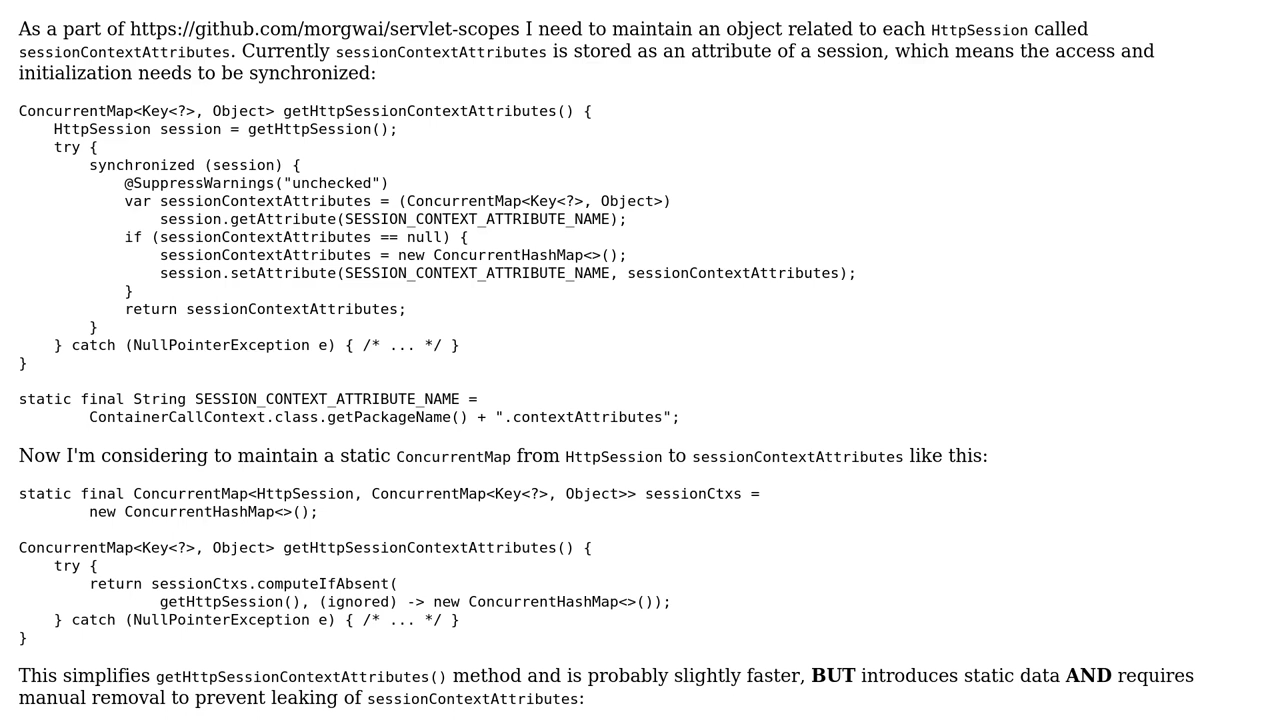 As a part of https://github.com/morgwai/servlet-scopes I need to maintain an object related to each HttpSession called
sessionContextAttributes. Currently sessionContextAttributes is stored as an attribute of a session, which means the access and
initialization needs to be synchronized:
ConcurrentMap<Key<?>, Object> getHttpSessionContextAttributes() {
    HttpSession session = getHttpSession();
    try {
        synchronized (session) {
            @SuppressWarnings("unchecked")
            var sessionContextAttributes = (ConcurrentMap<Key<?>, Object>)
                session.getAttribute(SESSION_CONTEXT_ATTRIBUTE_NAME);
            if (sessionContextAttributes == null) {
                sessionContextAttributes = new ConcurrentHashMap<>();
                session.setAttribute(SESSION_CONTEXT_ATTRIBUTE_NAME, sessionContextAttributes);
            }
            return sessionContextAttributes;
        }
    } catch (NullPointerException e) { /* ... */ }
}
static final String SESSION_CONTEXT_ATTRIBUTE_NAME =
        ContainerCallContext.class.getPackageName() + ".contextAttributes";
Now I'm considering to maintain a static ConcurrentMap from HttpSession to sessionContextAttributes like this:
static final ConcurrentMap<HttpSession, ConcurrentMap<Key<?>, Object>> sessionCtxs =
        new ConcurrentHashMap<>();
ConcurrentMap<Key<?>, Object> getHttpSessionContextAttributes() {
    try {
        return sessionCtxs.computeIfAbsent(
                getHttpSession(), (ignored) -> new ConcurrentHashMap<>());
    } catch (NullPointerException e) { /* ... */ }
}
This simplifies getHttpSessionContextAttributes() method and is probably slightly faster, BUT introduces static data AND requires
manual removal to prevent leaking of sessionContextAttributes: